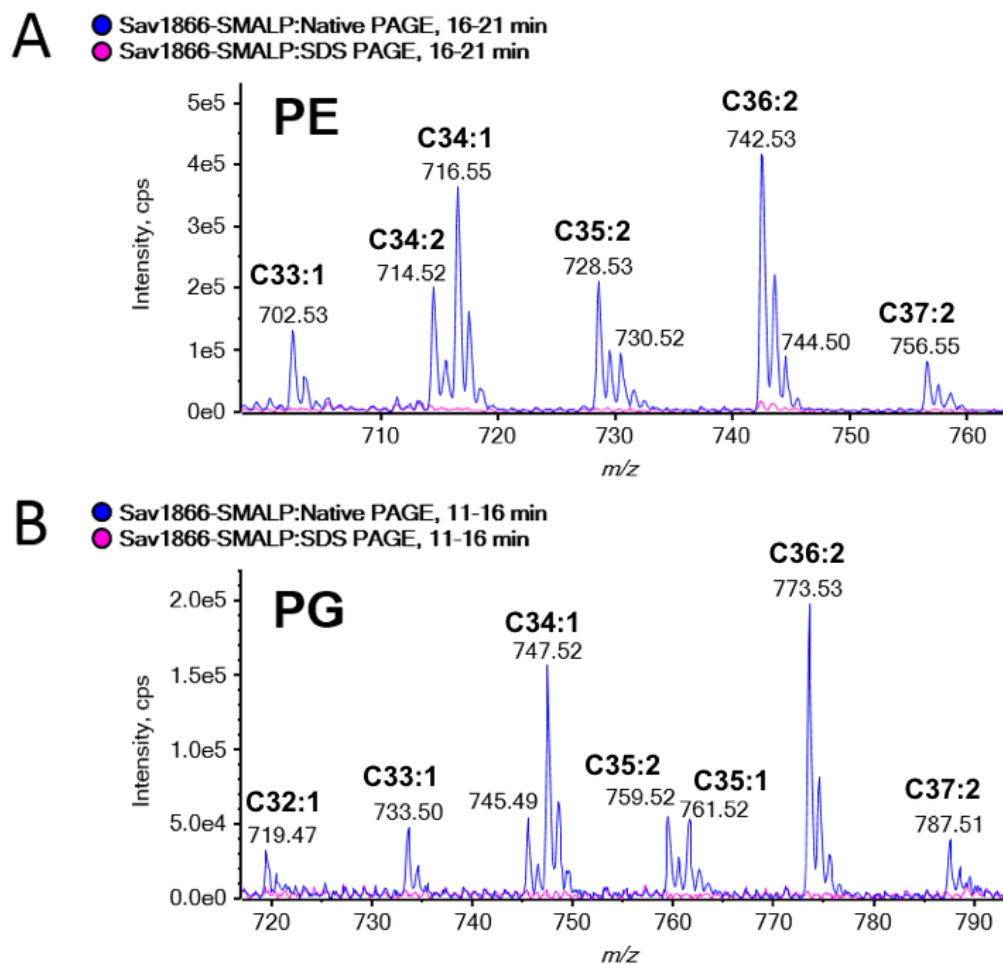 A
Sav1866-SMALP:Native PAGE, 16-21 min
Sav1866-SMALP:SDS PAGE, 16-21 min
PE
Intensity, cps
5e5
4e5
3e5
2e5
1e5
0e0
C33:1
702.53
C34:2
714.52
C34:1
716.55
C35:2
728.53
730.52
C36:2
742.53
744.50
C37:2
756.55
710 720 730 740 750 760
m/z
B
Sav1866-SMALP:Native PAGE, 11-16 min
Sav1866-SMALP:SDS PAGE, 11-16 min
PG
Intensity, cps
2.0e5
1.5e5
1.0e5
5.0e4
0.0e0
C32:1
719.47
C33:1
733.50
745.49
C34:1
747.52
C35:2
759.52
C35:1
761.52
C36:2
773.53
C37:2
787.51
720 730 740 750 760 770 780 790
m/z